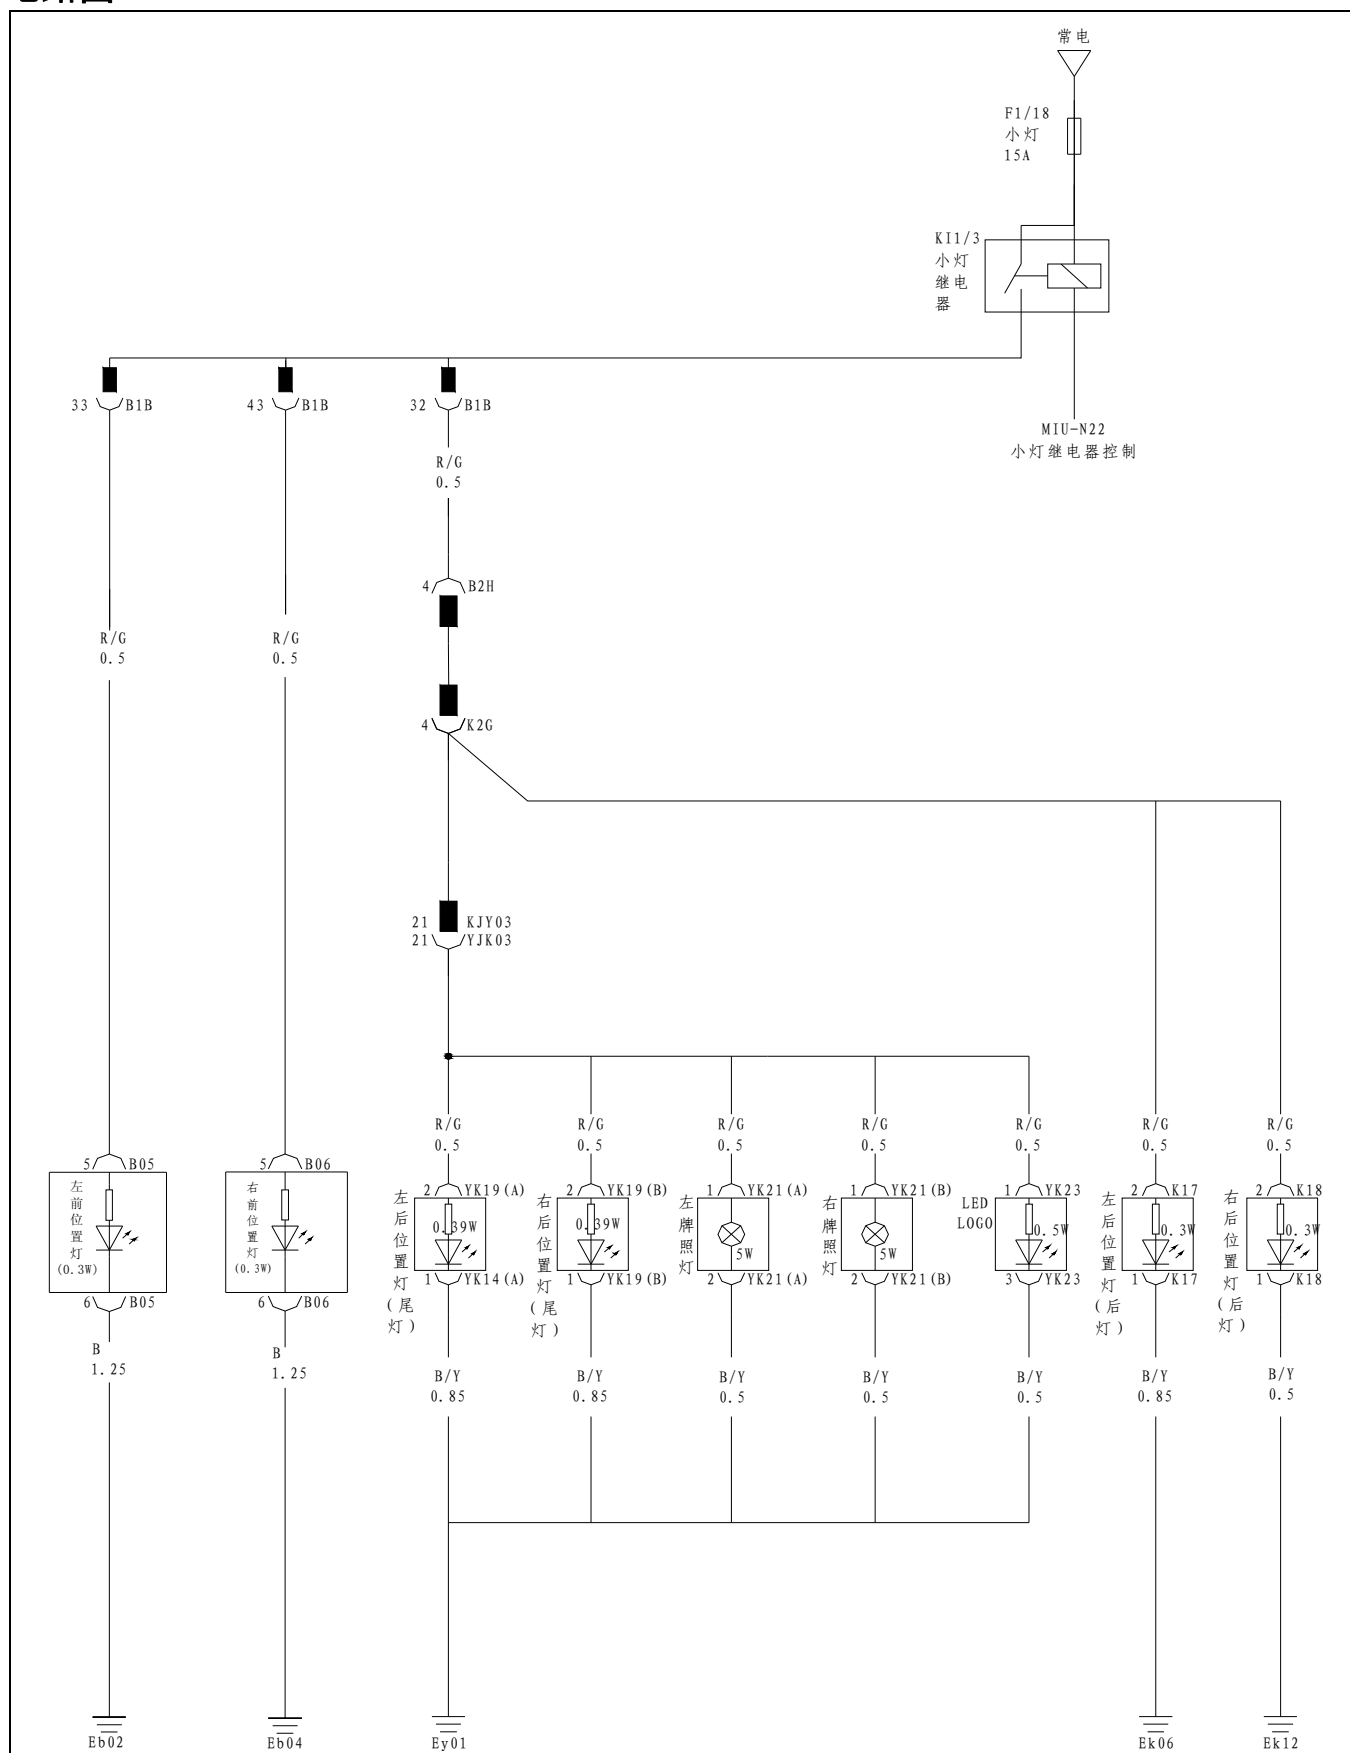 常电
F1/18
小灯
15A
KI1/3
小灯
继电
器
33 B1B
43 B1B
32 B1B
MIU-N22
小灯继电器控制
R/G
0.5
4 B2H
R/G
0.5
R/G
0.5
4 K2G
21 KJY03
21 YJK03
R/G
0.5
R/G
0.5
R/G
0.5
R/G
0.5
R/G
0.5
R/G
0.5
R/G
0.5
5 B05
左前位置灯
(0.3W)
6 B05
5 B06
右前位置灯
(0.3W)
6 B06
2 YK19(A)
左后位置灯(尾灯)
0.39W
1 YK14(A)
2 YK19(B)
右后位置灯(尾灯)
0.39W
1 YK19(B)
1 YK21(A)
左牌照灯
5W
2 YK21(A)
1 YK21(B)
右牌照灯
5W
2 YK21(B)
1 YK23
LED
LOGO
0.5W
3 YK23
2 K17
左后位置灯(后灯)
0.3W
1 K17
2 K18
右后位置灯(后灯)
0.3W
1 K18
B
1.25
B
1.25
B/Y
0.85
B/Y
0.85
B/Y
0.5
B/Y
0.5
B/Y
0.5
B/Y
0.85
B/Y
0.5
Eb02
Eb04
Ey01
Ek06
Ek12